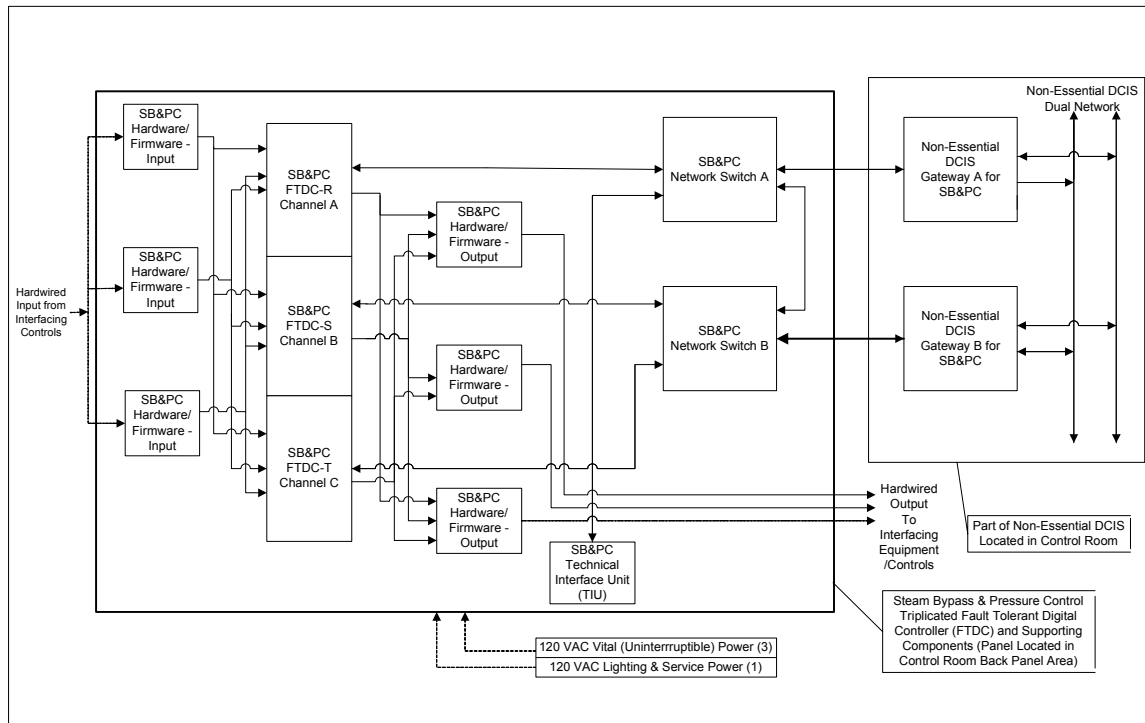 Hardwired
Input from
Interfacing
Controls
SB&PC
Hardware/
Firmware -
Input
SB&PC
Hardware/
Firmware -
Input
SB&PC
Hardware/
Firmware -
Input
SB&PC
FTDC-R
Channel A
SB&PC
FTDC-S
Channel B
SB&PC
FTDC-T
Channel C
SB&PC
Hardware/
Firmware -
Output
SB&PC
Hardware/
Firmware -
Output
SB&PC
Hardware/
Firmware -
Output
SB&PC
Network Switch A
SB&PC
Network Switch B
SB&PC
Technical
Interface Unit
(TIU)
Non-Essential DCIS
Dual Network
Non-Essential
DCIS
Gateway A for
SB&PC
Non-Essential
DCIS
Gateway B for
SB&PC
Hardwired
Output
To
Interfacing
Equipment
/Controls
Part of Non-Essential DCIS
Located in Control Room
Steam Bypass & Pressure Control
Triplicated Fault Tolerant Digital
Controller (FTDC) and Supporting
Components (Panel Located in
Control Room Back Panel Area)
120 VAC Vital (Uninterrruptible) Power (3)
120 VAC Lighting & Service Power (1)